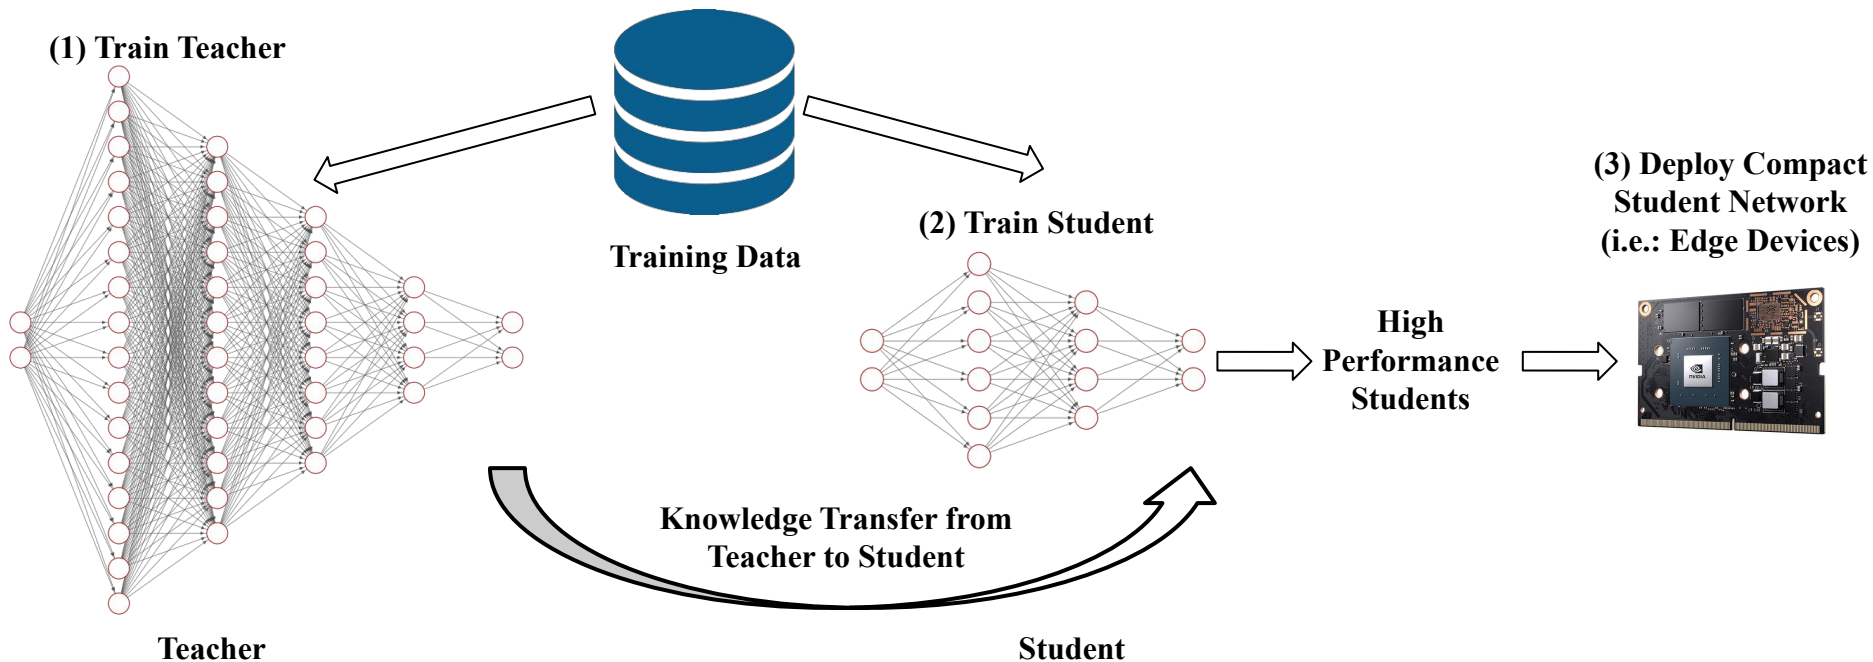 (1) Train Teacher
Training Data
(2) Train Student
High
Performance
Students
(3) Deploy Compact
Student Network
(i.e.: Edge Devices)
NVIDIA
Knowledge Transfer from
Teacher to Student
Teacher
Student